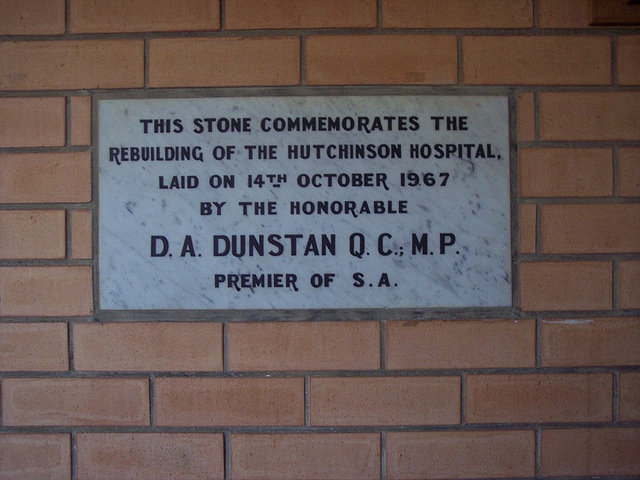 THIS STONE COMMEMORATES THE
REBUILDING OF THE HUTCHINSON HOSPITAL,
LAID ON 14TH OCTOBER 1967
BY THE HONORABLE
D. A. DUNSTAN Q. C.; M. P.
PREMIER OF S. A.